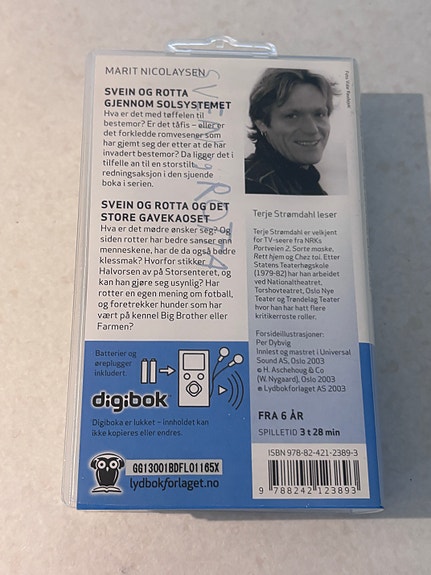 MARIT NICOLAYSEN
SVEIN OG ROTTA
GJENNOM SOLSYSTEMET
Hva er det med tøffelen til
bestemor? Er det tåfis – eller er
det forkledde romvesener som
har gjemt seg der etter at de har
invadert bestemor? Da ligger det i
tilfelle an til en storstilt
redningsaksjon i den sjuende
boka i serien.
SVEIN OG ROTTA OG DET
STORE GAVEKAOSET
Hva er det mødre ønsker seg? Og
siden rotter har bedre sanser enn
menneskene, har de da også bedre
klessmak? Hvorfor stikker
Halvorsen av på Storsenteret, og
kan han gjøre seg usynlig? Har
rotter en egen mening om fotball,
og foretrekker hunder som har
vært på kennel Big Brother eller
Farmen?
SVEIN OG ROTTA
Terje Strømdahl leser
Terje Strømdahl er velkjent
for TV-seere fra NRKs
Portveien 2, Sorte maske,
Rett hjem og Chez toi. Etter
Statens Teaterhøgskole
(1979-82) har han arbeidet
ved Nationaltheatret,
Torshovteatret, Oslo Nye
Teater og Trøndelag Teater
hvor han har hatt flere
kritikerroste roller.
Forsideillustrasjoner:
Per Dybvig
Innlest og mastret i Universal
Sound AS, Oslo 2003
© H. Aschehoug & Co
(W. Nygaard), Oslo 2003
℗ Lydbokforlaget AS 2003
FRA 6 ÅR
SPILLETID 3 t 28 min
Batterier og
øreplugger
inkludert
digibok
Digiboka er lukket – innholdet kan
ikke kopieres eller endres.
GG13001BDFL01165X
lydbokforlaget.no
ISBN 978-82-421-2389-3
9 788242 123893